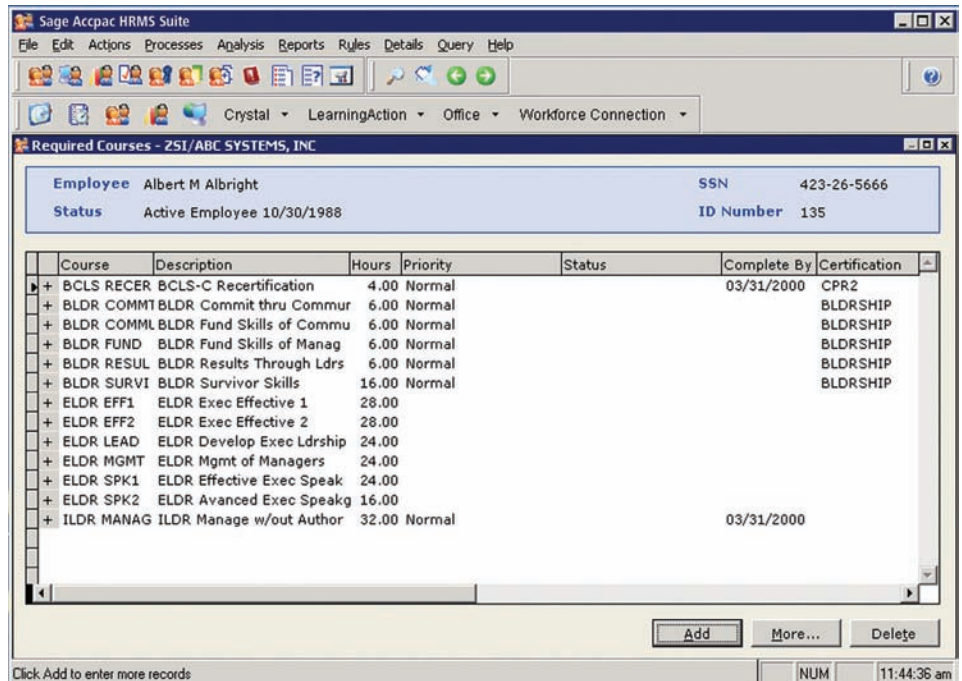 Sage Accpac HRMS Suite
File Edit Actions Processes Analysis Reports Rules Details Query Help
Crystal LearningAction Office Workforce Connection
Required Courses - ZSI/ABC SYSTEMS, INC
Employee Albert M Albright SSN 423-26-5666
Status Active Employee 10/30/1988 ID Number 135
Course Description Hours Priority Status Complete By Certification
+ BCLS RECER BCLS-C Recertification 4.00 Normal 03/31/2000 CPR2
+ BLDR COMMT BLDR Commit thru Commur 6.00 Normal BLDRSHIP
+ BLDR COMML BLDR Fund Skills of Commu 6.00 Normal BLDRSHIP
+ BLDR FUND BLDR Fund Skills of Manag 6.00 Normal BLDRSHIP
+ BLDR RESUL BLDR Results Through Ldrs 6.00 Normal BLDRSHIP
+ BLDR SURVI BLDR Survivor Skills 16.00 Normal BLDRSHIP
+ ELDR EFF1 ELDR Exec Effective 1 28.00
+ ELDR EFF2 ELDR Exec Effective 2 28.00
+ ELDR LEAD ELDR Develop Exec Ldrship 24.00
+ ELDR MGMT ELDR Mgmt of Managers 24.00
+ ELDR SPK1 ELDR Effective Exec Speak 24.00
+ ELDR SPK2 ELDR Avanced Exec Speakg 16.00
+ ILDR MANAG ILDR Manage w/out Author 32.00 Normal 03/31/2000
Add More... Delete
Click Add to enter more records NUM 11:44:36 am